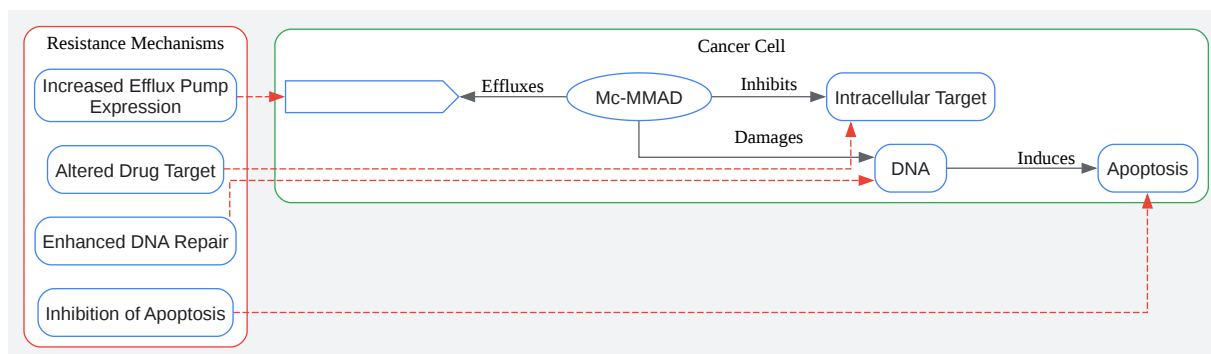 Resistance Mechanisms
Cancer Cell
Increased Efflux Pump
Expression
Effluxes
Mc-MMAD
Inhibits
Intracellular Target
Damages
Altered Drug Target
DNA
Induces
Apoptosis
Enhanced DNA Repair
Inhibition of Apoptosis